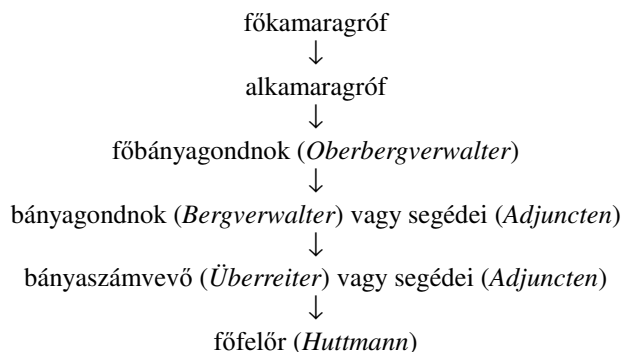 főkamaragróf
↓
alkamaragróf
↓
főbányagondnok (Oberbergverwalter)
↓
bányagondnok (Bergverwalter) vagy segédei (Adjuncten)
↓
bányaszámvevő (Überreiter) vagy segédei (Adjuncten)
↓
főfelőr (Huttmann)